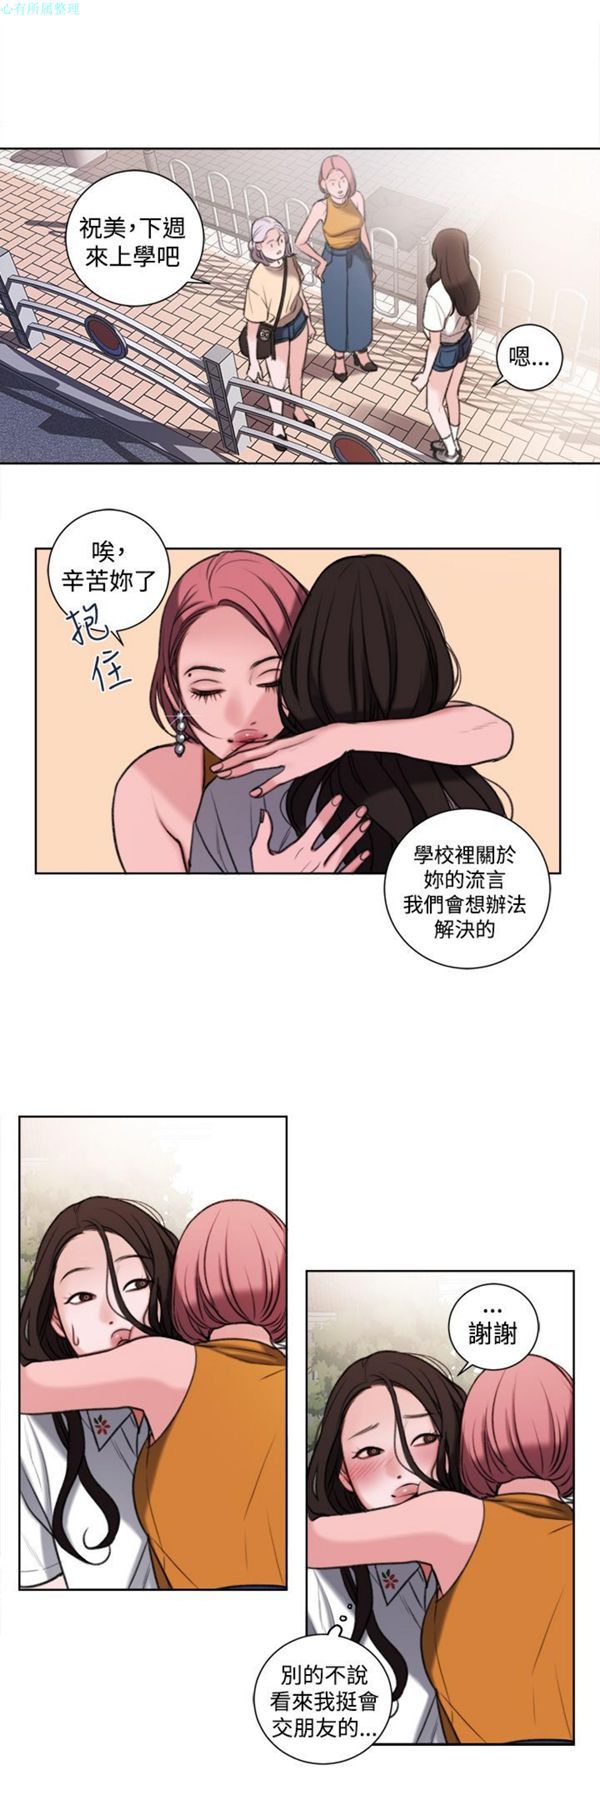 心有所属整理
祝美，下週
來上學吧
嗯…
唉，
辛苦妳了
抱
住
學校裡關於
妳的流言
我們會想辦法
解決的
…
謝謝
別的不說
看來我挺會
交朋友的…